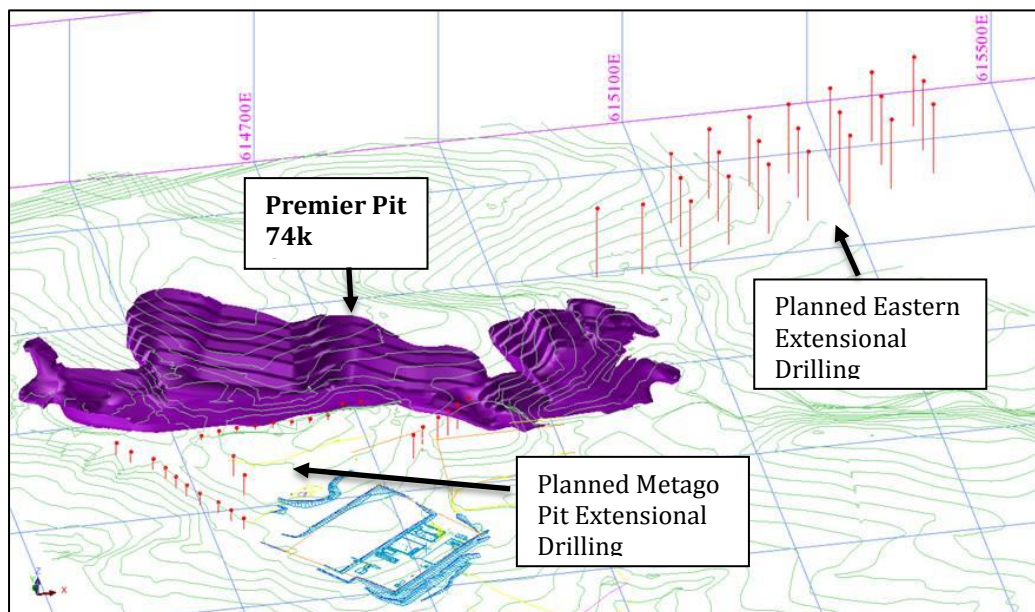 614700E
615100E
615500E
Premier Pit
74k
Planned Eastern
Extensional
Drilling
Planned Metago
Pit Extensional
Drilling
X